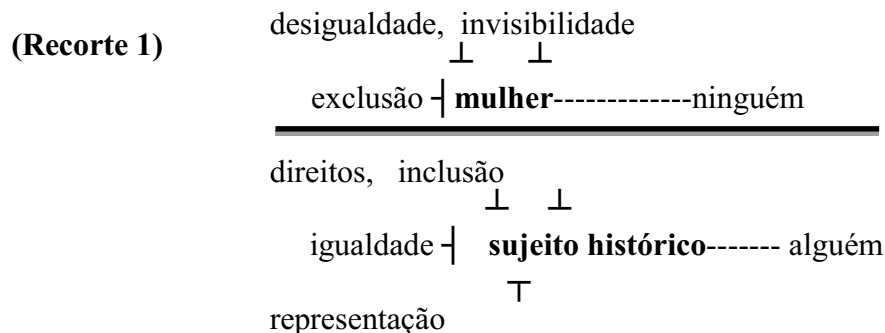 desigualdade, invisibilidade
(Recorte 1)
⊥ ⊥
exclusão ┤ mulher-------------ninguém
direitos, inclusão
⊥ ⊥
igualdade ┤ sujeito histórico------- alguém
┬
representação